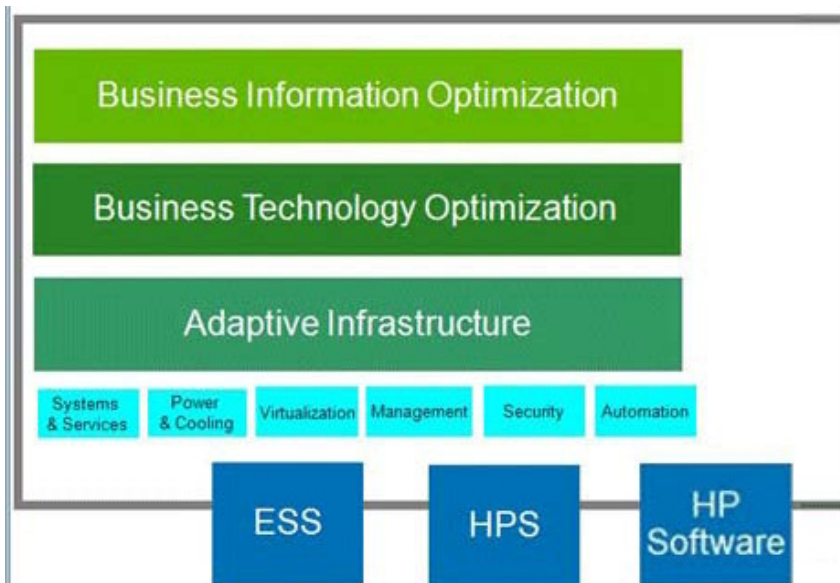 Business Information Optimization
Business Technology Optimization
Adaptive Infrastructure
Systems
& Services
Power
& Cooling
Virtualization
Management
Security
Automation
ESS
HPS
HP
Software